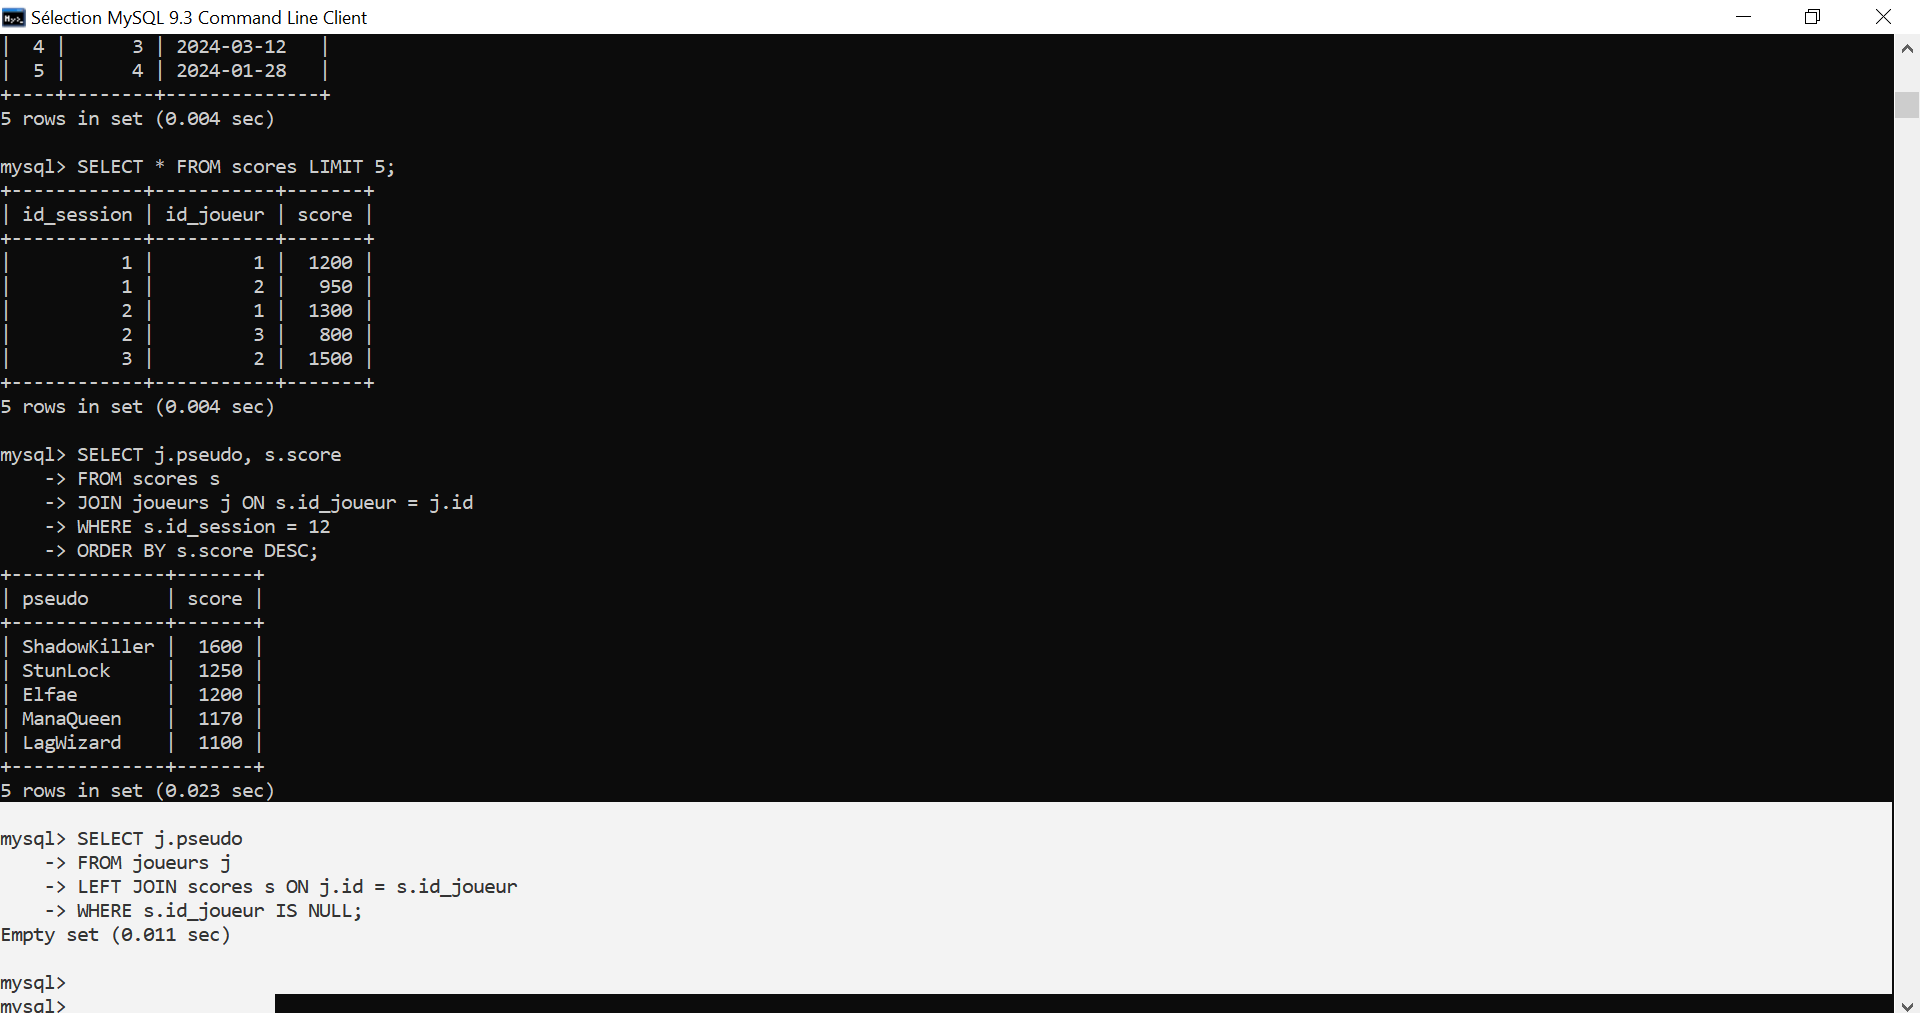 Sélection MySQL 9.3 Command Line Client
|  4 |      3 | 2024-03-12   |
|  5 |      4 | 2024-01-28   |
+----+--------+--------------+
5 rows in set (0.004 sec)
mysql> SELECT * FROM scores LIMIT 5;
+------------+-----------+-------+
| id_session | id_joueur | score |
+------------+-----------+-------+
|          1 |         1 |  1200 |
|          1 |         2 |   950 |
|          2 |         1 |  1300 |
|          2 |         3 |   800 |
|          3 |         2 |  1500 |
+------------+-----------+-------+
5 rows in set (0.004 sec)
mysql> SELECT j.pseudo, s.score
    -> FROM scores s
    -> JOIN joueurs j ON s.id_joueur = j.id
    -> WHERE s.id_session = 12
    -> ORDER BY s.score DESC;
+--------------+-------+
| pseudo       | score |
+--------------+-------+
| ShadowKiller |  1600 |
| StunLock     |  1250 |
| Elfae        |  1200 |
| ManaQueen    |  1170 |
| LagWizard    |  1100 |
+--------------+-------+
5 rows in set (0.023 sec)
mysql> SELECT j.pseudo
    -> FROM joueurs j
    -> LEFT JOIN scores s ON j.id = s.id_joueur
    -> WHERE s.id_joueur IS NULL;
Empty set (0.011 sec)
mysql>
mysql>